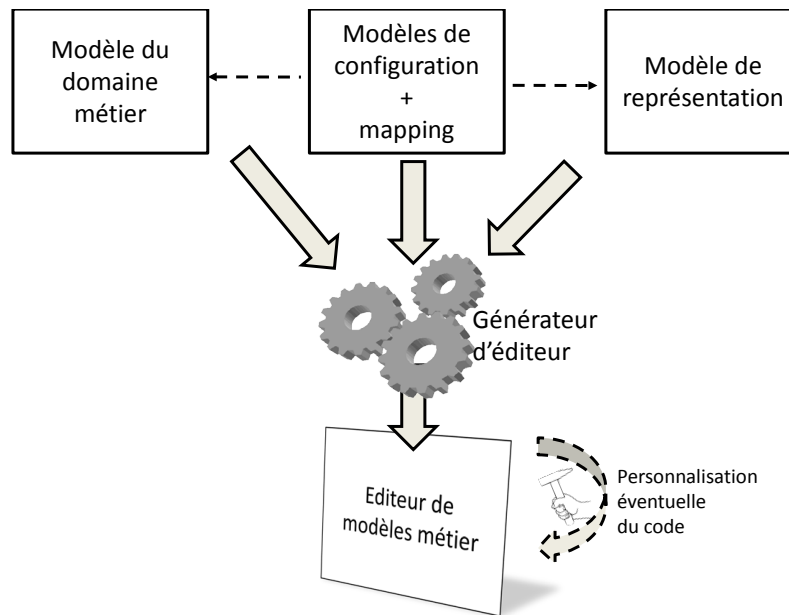 Modèle du
domaine
métier
Modèles de
configuration
+
mapping
Modèle de
représentation
Générateur
d'éditeur
Editeur de
modèles métier
Personnalisation
éventuelle
du code